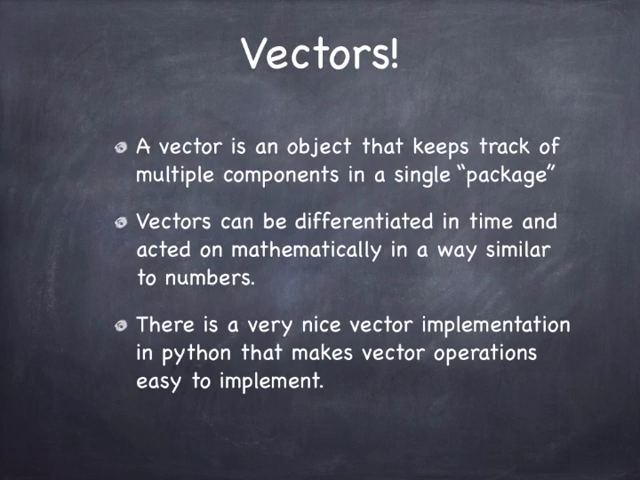 Vectors!
A vector is an object that keeps track of
multiple components in a single “package”
Vectors can be differentiated in time and
acted on mathematically in a way similar
to numbers.
There is a very nice vector implementation
in python that makes vector operations
easy to implement.